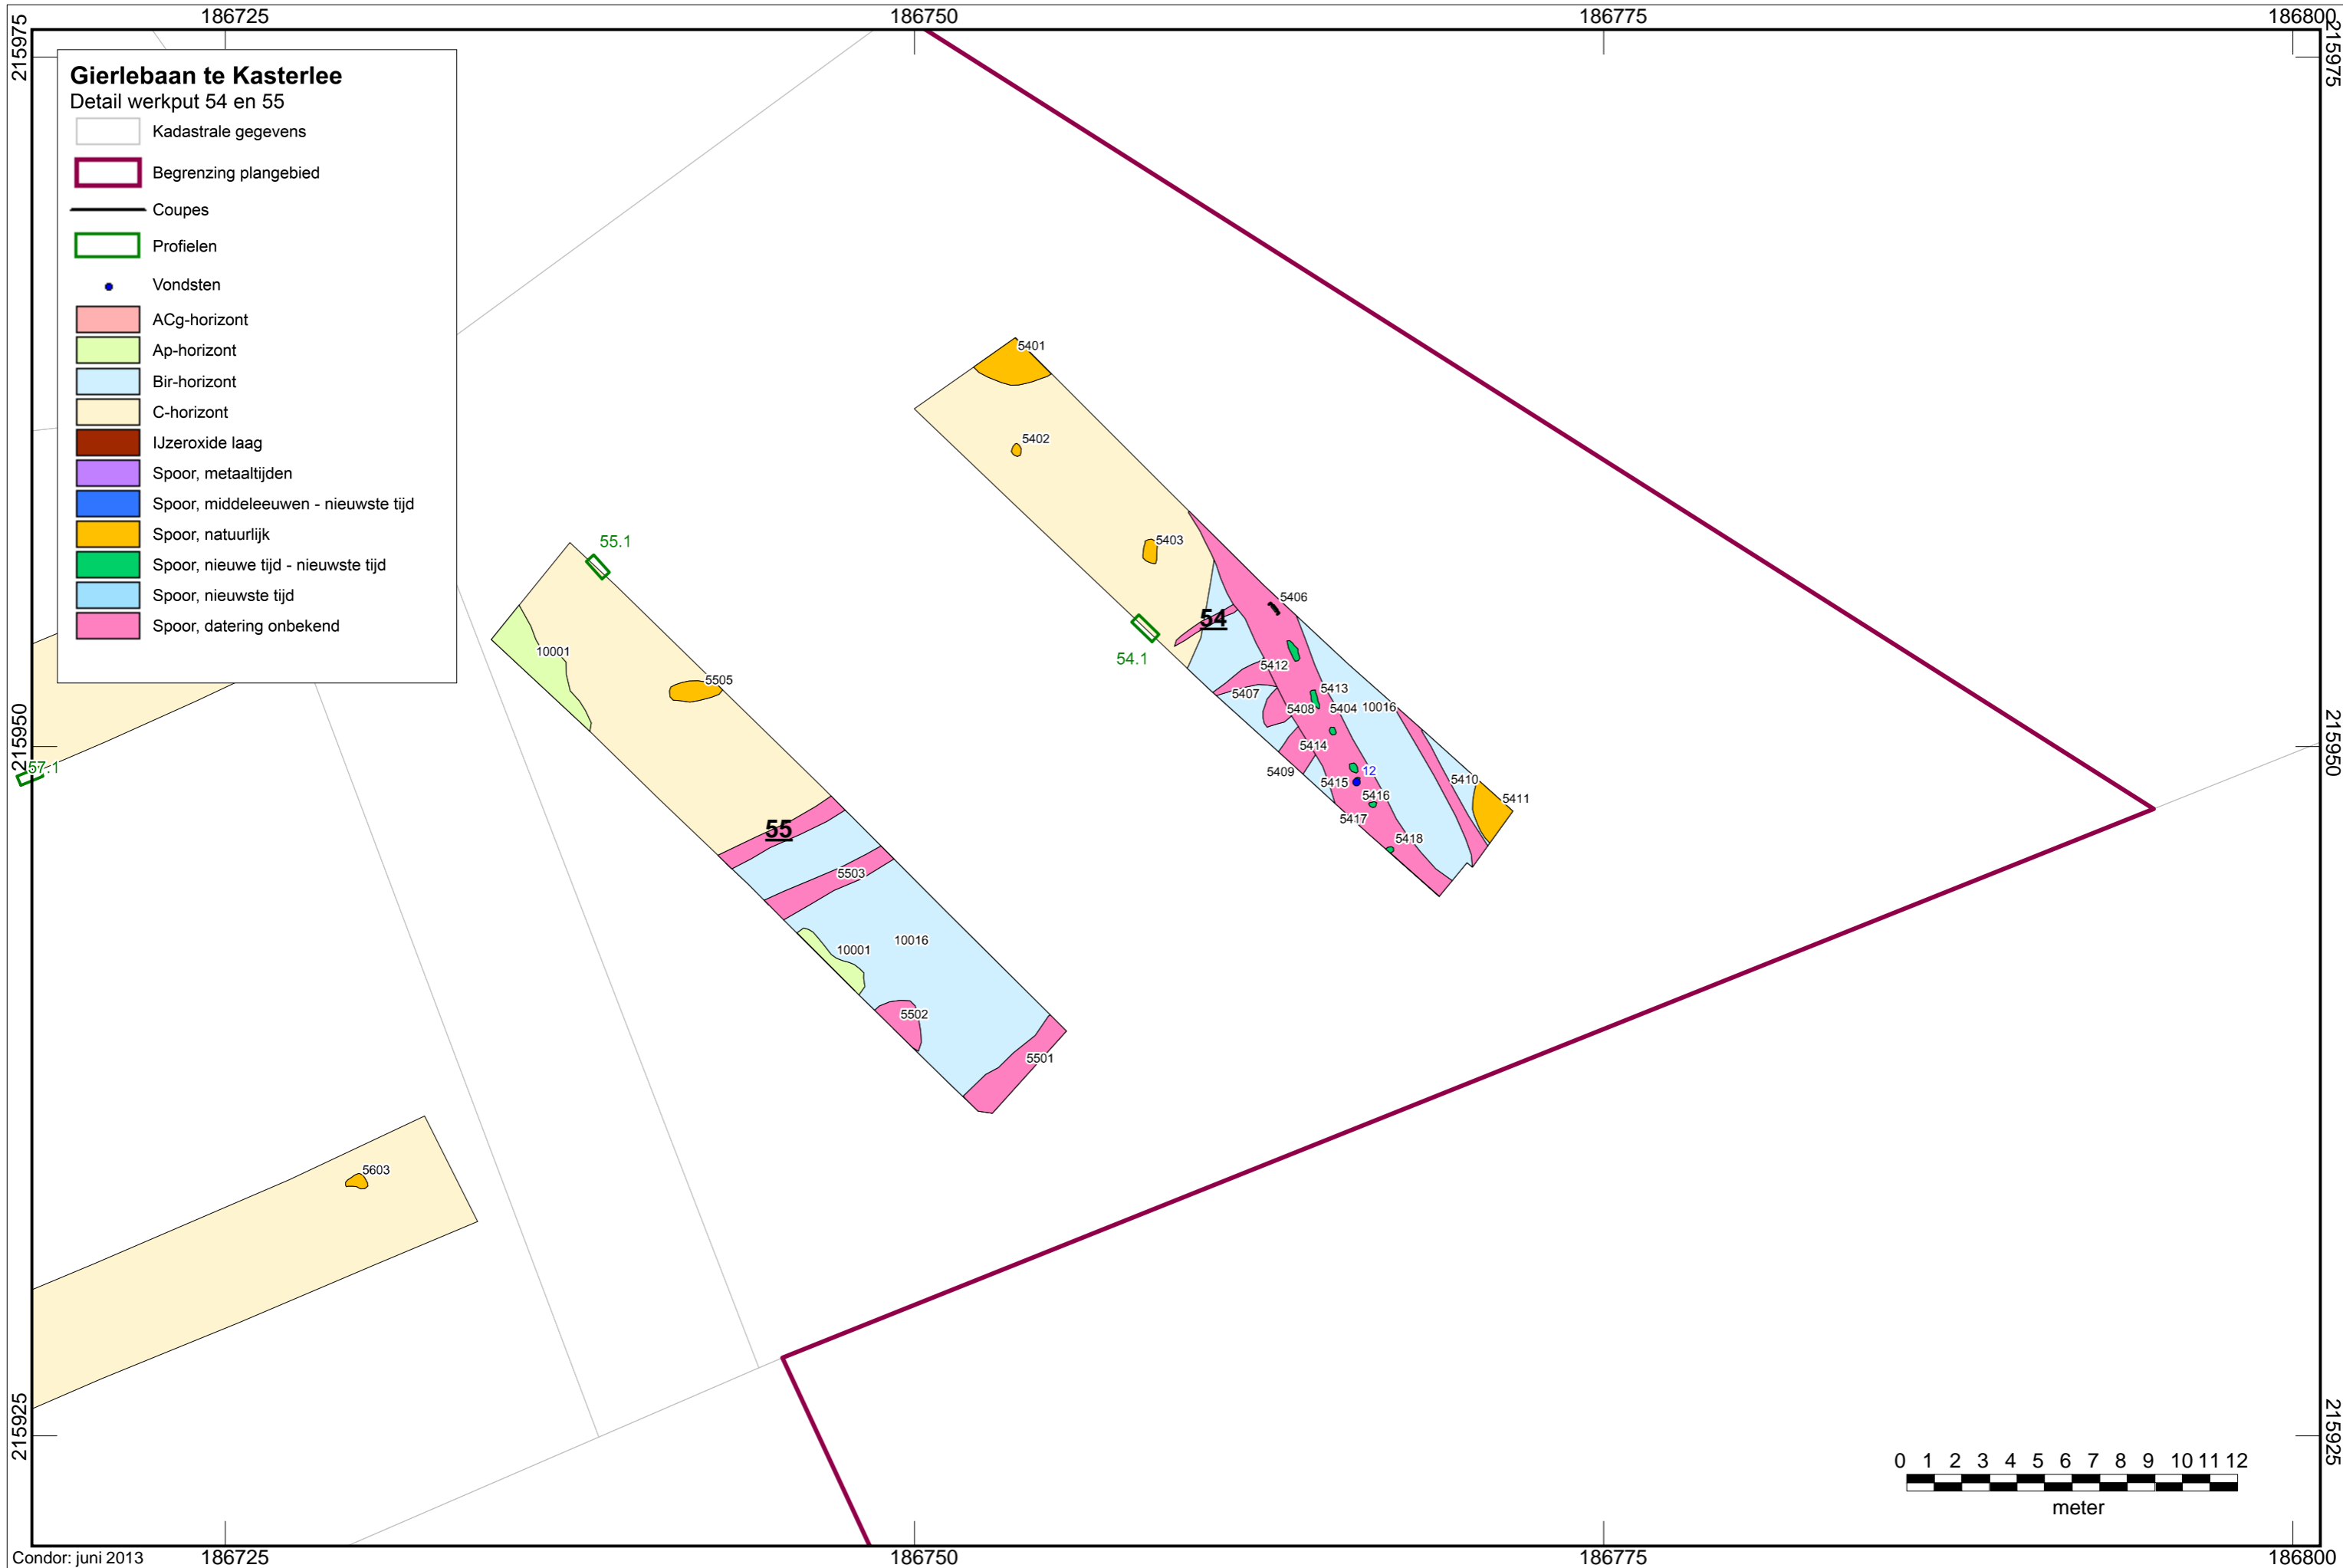 186725
186750
186775
186800
215975
215975
Gierlebaan te Kasterlee
Detail werkput 54 en 55
Kadastrale gegevens
Begrenzing plangebied
Coupes
Profielen
Vondsten
ACg-horizont
Ap-horizont
Bir-horizont
C-horizont
IJzeroxide laag
Spoor, metaaltijden
Spoor, middeleeuwen - nieuwste tijd
Spoor, natuurlijk
Spoor, nieuwe tijd - nieuwste tijd
Spoor, nieuwste tijd
Spoor, datering onbekend
5401
5402
5403
55.1
5406
54
10001
54.1
5412
5505
5407
5413
5408
5404
10016
215950
215950
5414
57.1
5409
12
5415
5410
5416
5411
5417
55
5418
5503
10001
10016
5502
5501
5603
215925
215925
0 1 2 3 4 5 6 7 8 9 10 11 12
meter
Condor: juni 2013
186725
186750
186775
186800